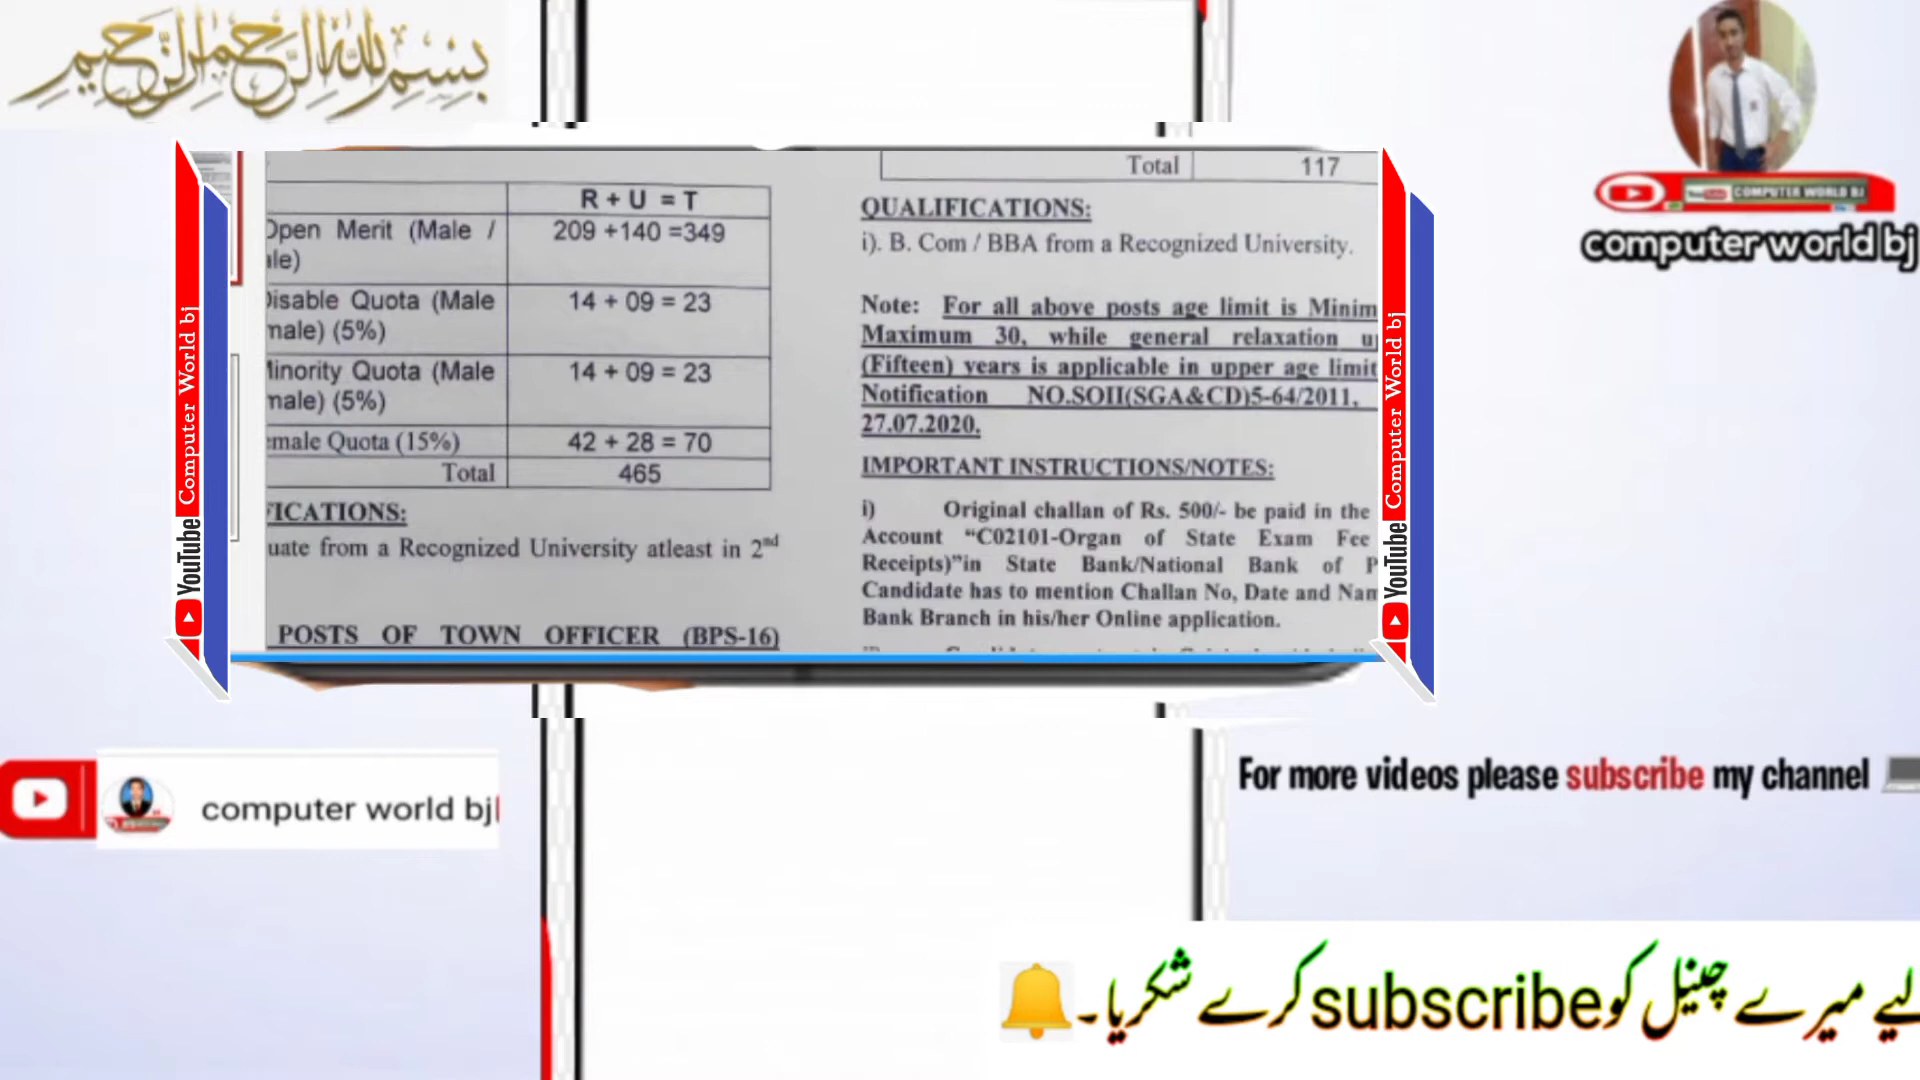 بسم الله الرحمن الرحيم
COMPUTER WORLD BJ
computer world bj
YouTube Computer World bj
R + U = T
Open Merit (Male /
ale)
209 +140 =349
Disable Quota (Male
male) (5%)
14 + 09 = 23
Minority Quota (Male
male) (5%)
14 + 09 = 23
emale Quota (15%)
42 + 28 = 70
Total
465
FICATIONS:
uate from a Recognized University atleast in 2nd
POSTS OF TOWN OFFICER (BPS-16)
Total
117
QUALIFICATIONS:
i). B. Com / BBA from a Recognized University.
Note: For all above posts age limit is Minim
Maximum 30, while general relaxation u
(Fifteen) years is applicable in upper age limit
Notification NO.SOII(SGA&CD)5-64/2011,
27.07.2020.
IMPORTANT INSTRUCTIONS/NOTES:
i) Original challan of Rs. 500/- be paid in the
Account “C02101-Organ of State Exam Fee
Receipts)”in State Bank/National Bank of P
Candidate has to mention Challan No, Date and Nam
Bank Branch in his/her Online application.
YouTube Computer World bj
computer world bj
For more videos please subscribe my channel
لیے میرے چینل کو subscribe کرے شکریا۔